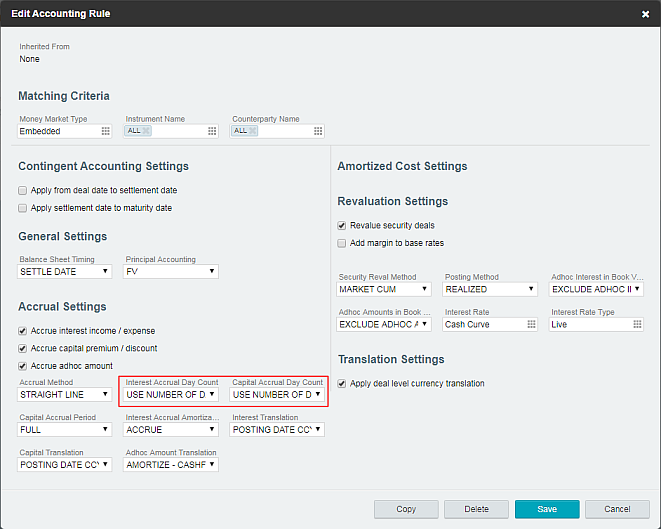 Edit Accounting Rule
Inherited From
None
Matching Criteria
Money Market Type Instrument Name Counterparty Name
Embedded ALL ALL
Contingent Accounting Settings
Apply from deal date to settlement date
Apply settlement date to maturity date
General Settings
Balance Sheet Timing Principal Accounting
SETTLE DATE FV
Accrual Settings
Accrue interest income / expense
Accrue capital premium / discount
Accrue adhoc amount
Accrual Method Interest Accrual Day Count Capital Accrual Day Count
STRAIGHT LINE USE NUMBER OF D USE NUMBER OF D
Capital Accrual Period Interest Accrual Amortiza... Interest Translation
FULL ACCRUE POSTING DATE CCY
Capital Translation Adhoc Amount Translation
POSTING DATE CCY AMORTIZE - CASHF
Amortized Cost Settings
Revaluation Settings
Revalue security deals
Add margin to base rates
Security Reval Method Posting Method Adhoc Interest in Book V...
MARKET CUM REALIZED EXCLUDE ADHOC II
Adhoc Amounts in Book ... Interest Rate Interest Rate Type
EXCLUDE ADHOC A Cash Curve Live
Translation Settings
Apply deal level currency translation
Copy Delete Save Cancel